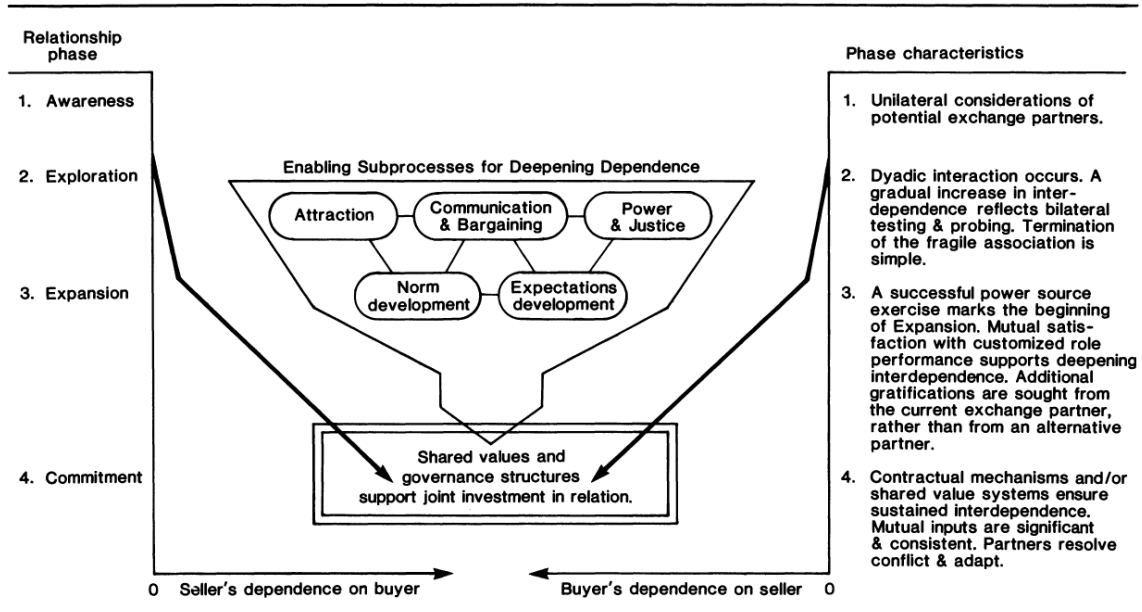 Relationship
phase
1. Awareness
2. Exploration
3. Expansion
4. Commitment
Enabling Subprocesses for Deepening Dependence
Attraction
Communication
& Bargaining
Power
& Justice
Norm
development
Expectations
development
Shared values and
governance structures
support joint investment in relation.
0 Seller's dependence on buyer
Buyer's dependence on seller 0
Phase characteristics
1. Unilateral considerations of
potential exchange partners.
2. Dyadic interaction occurs. A
gradual increase in inter-
dependence reflects bilateral
testing & probing. Termination
of the fragile association is
simple.
3. A successful power source
exercise marks the beginning
of Expansion. Mutual satis-
faction with customized role
performance supports deepening
interdependence. Additional
gratifications are sought from
the current exchange partner,
rather than from an alternative
partner.
4. Contractual mechanisms and/or
shared value systems ensure
sustained interdependence.
Mutual inputs are significant
& consistent. Partners resolve
conflict & adapt.